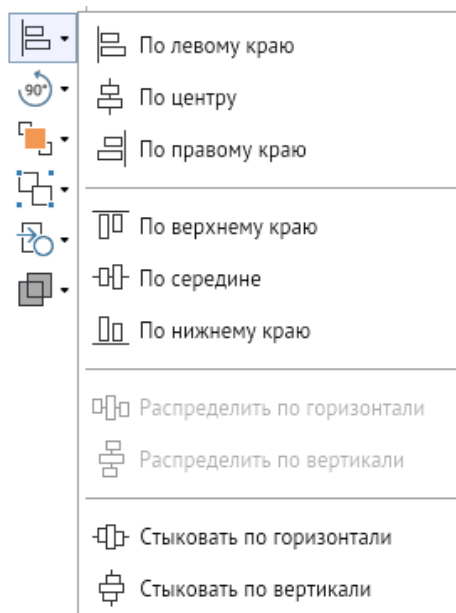 По левому краю
90°
По центру
По правому краю
По верхнему краю
По середине
По нижнему краю
Распределить по горизонтали
Распределить по вертикали
Стыковать по горизонтали
Стыковать по вертикали